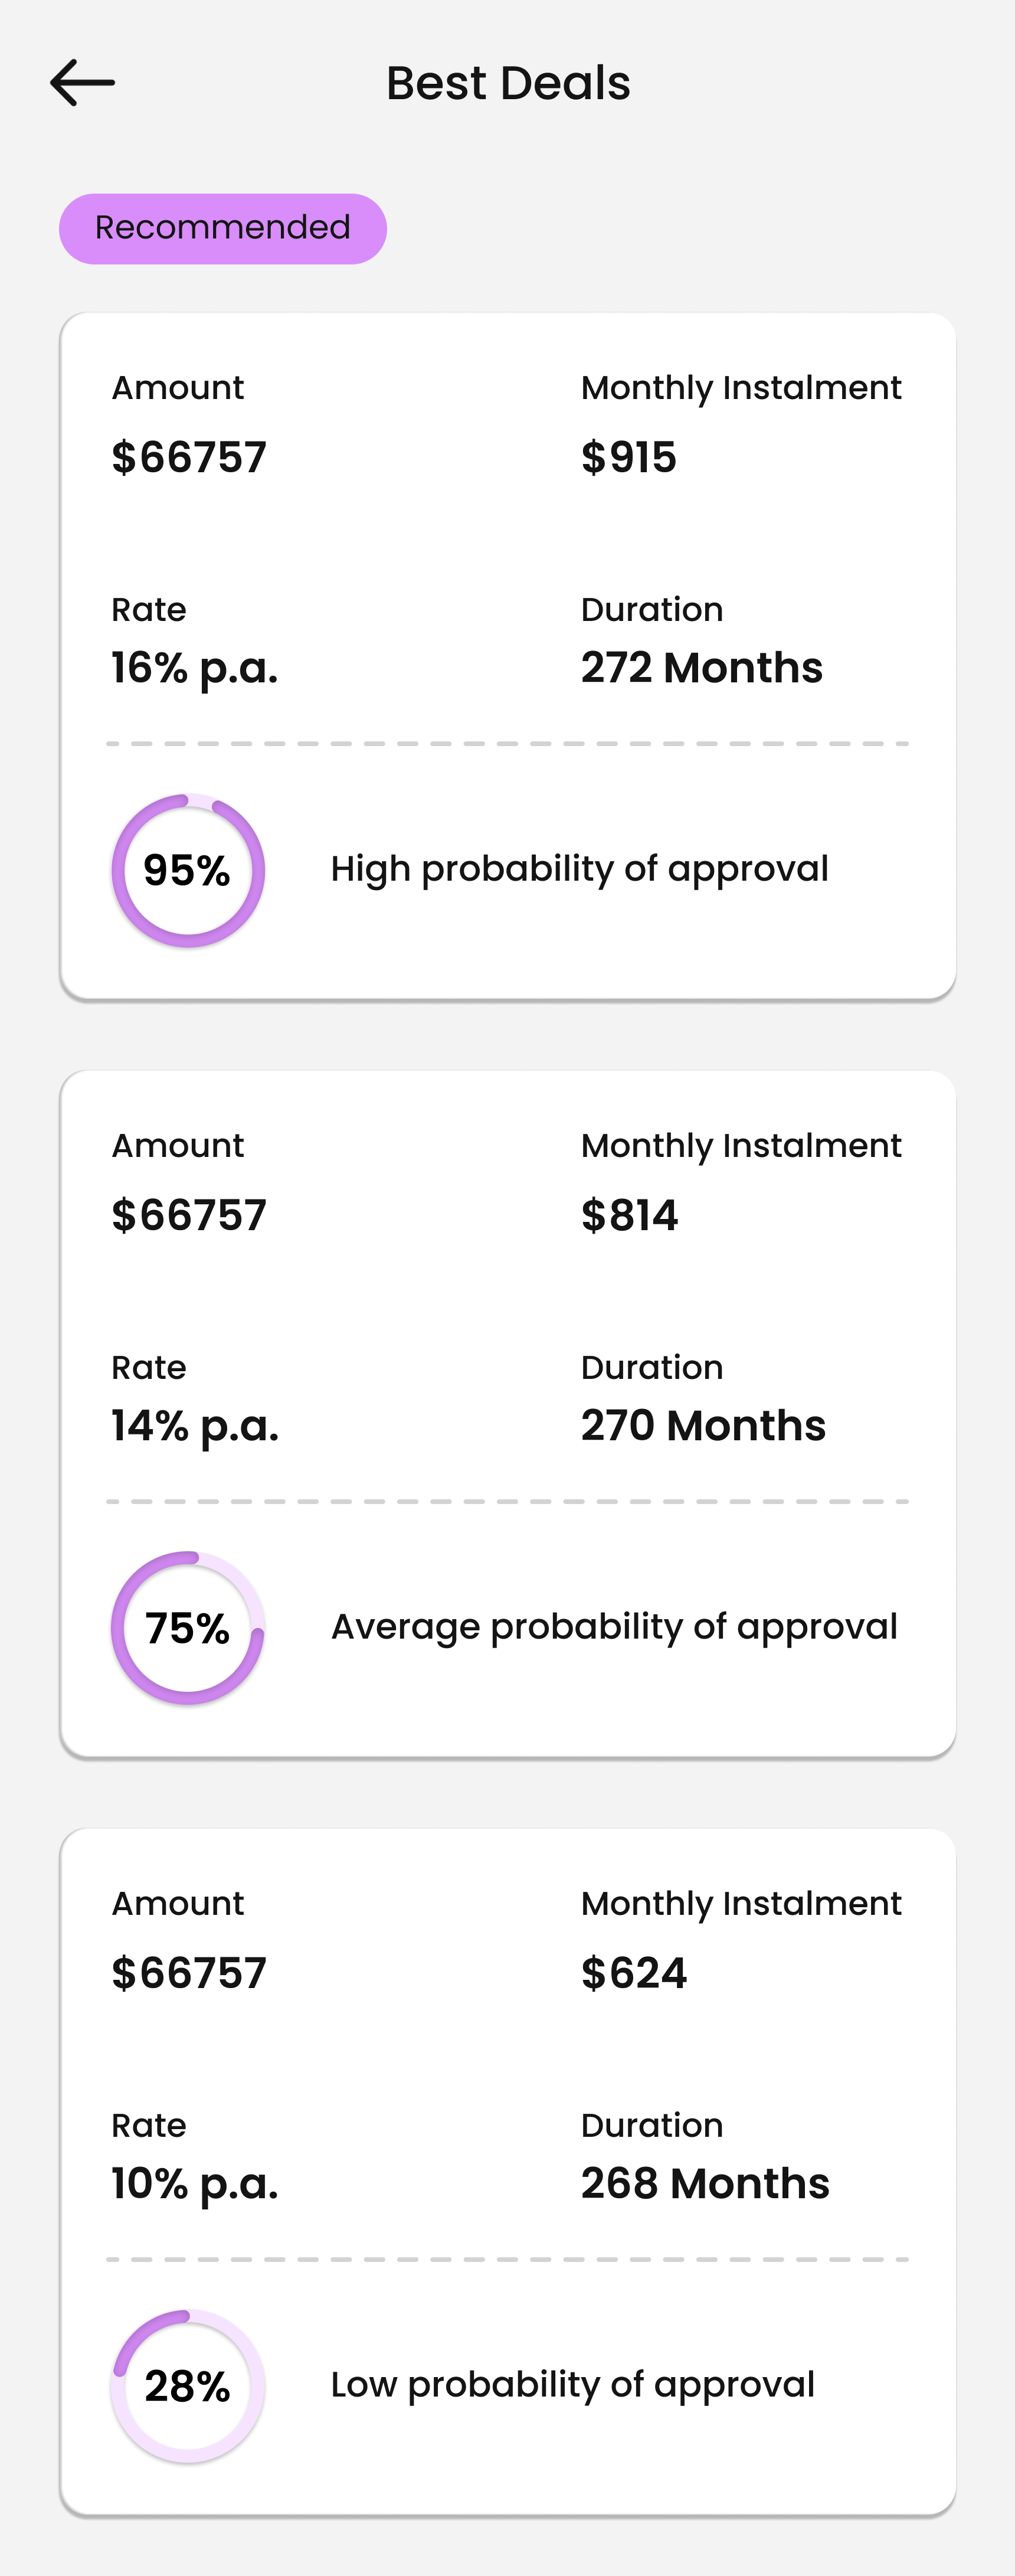 Best Deals
Recommended
Amount
Monthly Instalment
$66757
$915
Rate
Duration
16% p.a.
272 Months
95%
High probability of approval
Amount
Monthly Instalment
$66757
$814
Rate
Duration
14% p.a.
270 Months
75%
Average probability of approval
Amount
Monthly Instalment
$66757
$624
Rate
Duration
10% p.a.
268 Months
28%
Low probability of approval